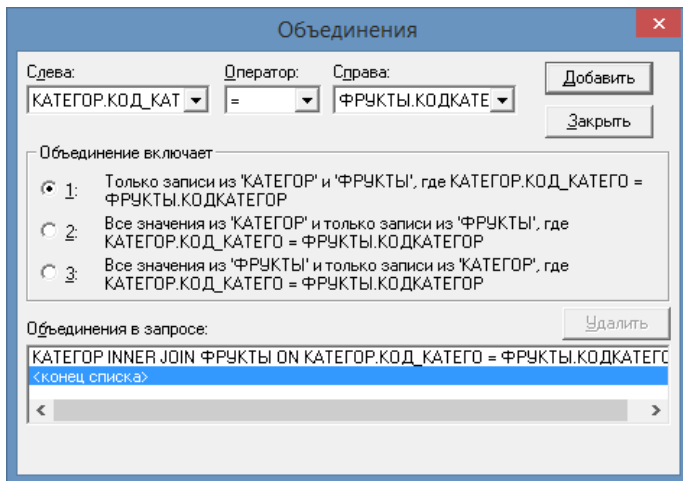 Объединения
Слева: Оператор: Справа:
КАТЕГОР.КОД_КАТ = ФРУКТЫ.КОДКАТЕ Добавить
Закрыть
Объединение включает
1: Только записи из 'КАТЕГОР' и 'ФРУКТЫ', где КАТЕГОР.КОД_КАТЕГО =
ФРУКТЫ.КОДКАТЕГОР
2: Все значения из 'КАТЕГОР' и только записи из 'ФРУКТЫ', где
КАТЕГОР.КОД_КАТЕГО = ФРУКТЫ.КОДКАТЕГОР
3: Все значения из 'ФРУКТЫ' и только записи из 'КАТЕГОР', где
КАТЕГОР.КОД_КАТЕГО = ФРУКТЫ.КОДКАТЕГОР
Объединения в запросе: Удалить
КАТЕГОР INNER JOIN ФРУКТЫ ON КАТЕГОР.КОД_КАТЕГО = ФРУКТЫ.КОДКАТЕГО
<конец списка>